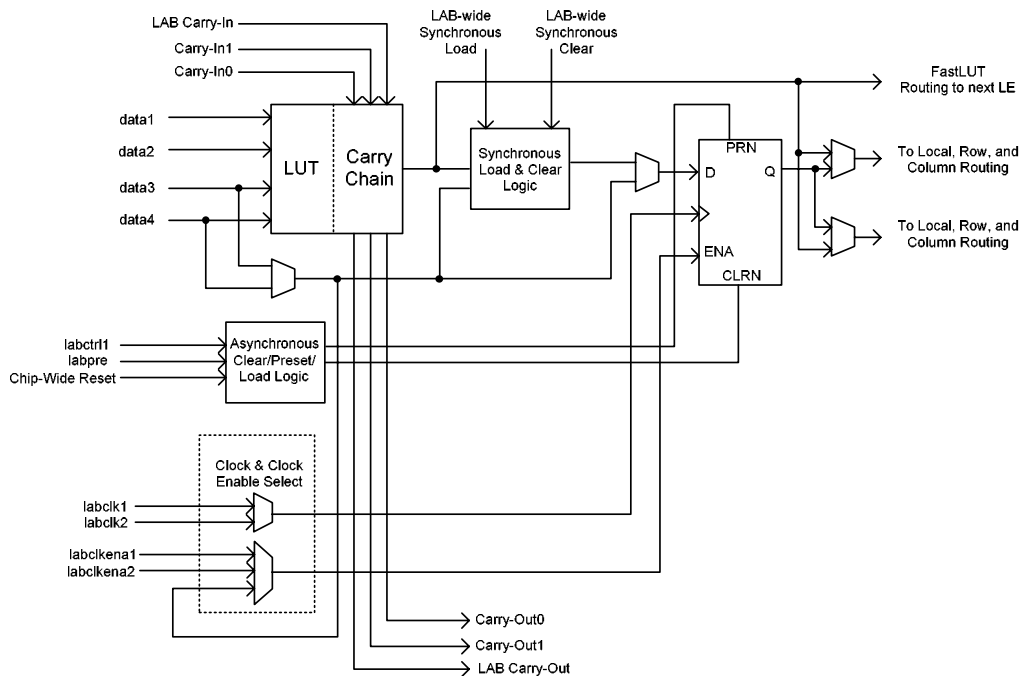 LAB Carry-In
Carry-In1
Carry-In0
LAB-wide
Synchronous
Load
LAB-wide
Synchronous
Clear
FastLUT
Routing to next LE
data1
data2
data3
data4
LUT
Carry
Chain
Synchronous
Load & Clear
Logic
PRN
D
Q
ENA
CLRN
To Local, Row, and
Column Routing
To Local, Row, and
Column Routing
labctrl1
labpre
Chip-Wide Reset
Asynchronous
Clear/Preset/
Load Logic
Clock & Clock
Enable Select
labclk1
labclk2
labclkena1
labclkena2
Carry-Out0
Carry-Out1
LAB Carry-Out